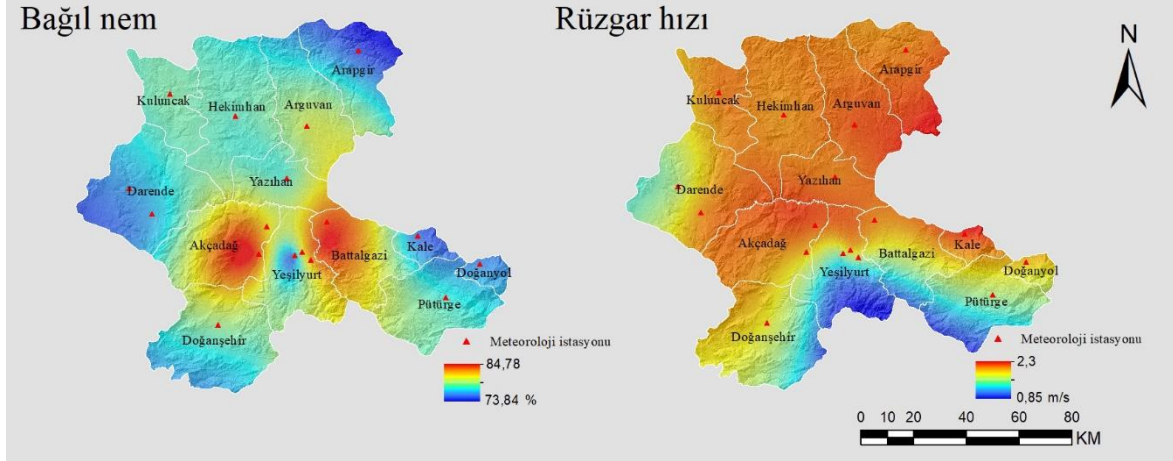 Bağıl nem
Arapgir
Kuluncak
Hekimhan
Arguvan
Yazıhan
Darende
Akçadağ
Battalgazi
Kale
Yeşilyurt
Doğanyol
Pütürge
Doğanşehir
Meteoroloji istasyonu
84,78
73,84 %
Rüzgar hızı
N
Arapgir
Kuluncak
Hekimhan
Arguvan
Yazıhan
Darende
Akçadağ
Battalgazi
Kale
Yeşilyurt
Doğanyol
Pütürge
Doğanşehir
Meteoroloji istasyonu
2,3
0,85 m/s
0 10 20 40 60 80
KM